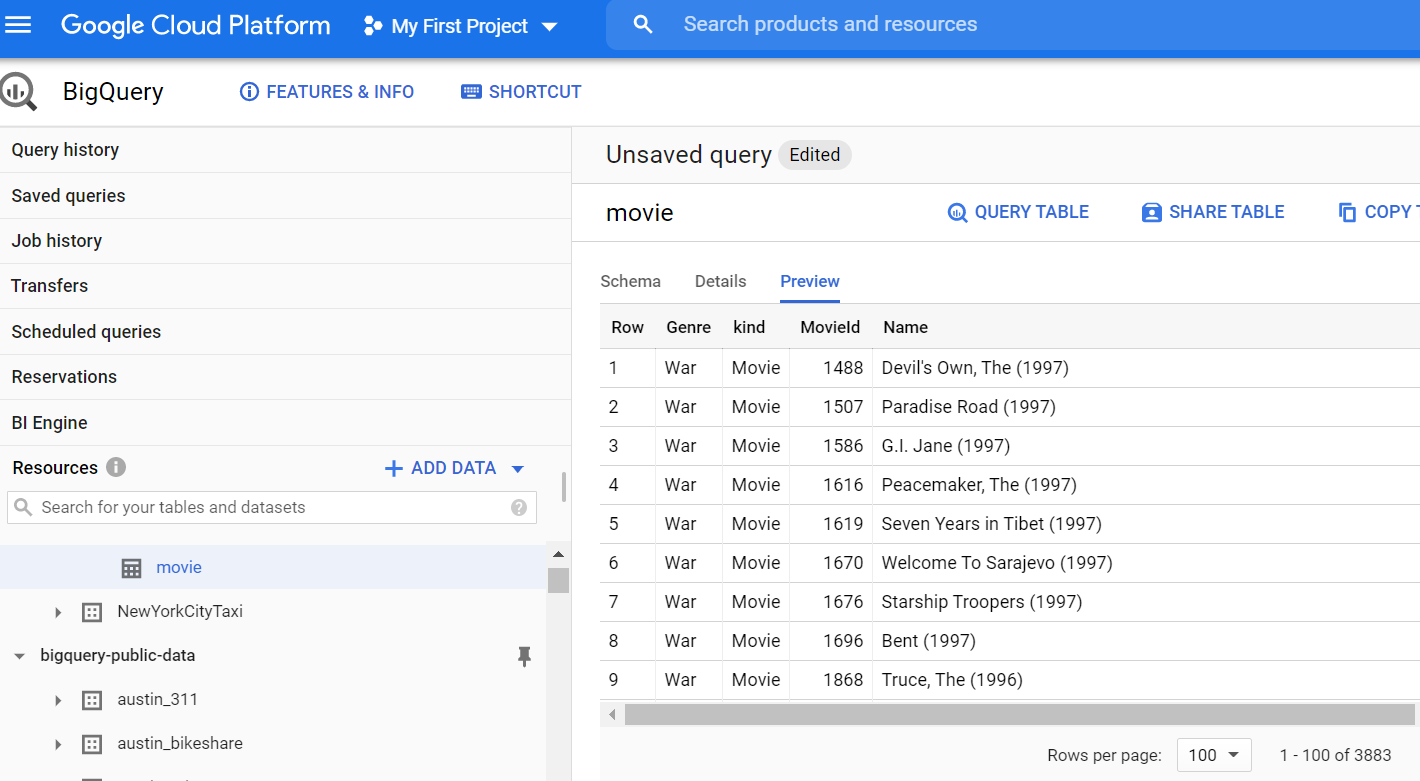 Google Cloud Platform My First Project Search products and resources
BigQuery FEATURES & INFO SHORTCUT
Query history
Saved queries
Job history
Transfers
Scheduled queries
Reservations
BI Engine
Resources ADD DATA
Search for your tables and datasets
movie
NewYorkCityTaxi
bigquery-public-data
austin_311
austin_bikeshare
Unsaved query Edited
movie QUERY TABLE SHARE TABLE COPY T
Schema Details Preview
Row Genre kind MovieId Name
1 War Movie 1488 Devil's Own, The (1997)
2 War Movie 1507 Paradise Road (1997)
3 War Movie 1586 G.I. Jane (1997)
4 War Movie 1616 Peacemaker, The (1997)
5 War Movie 1619 Seven Years in Tibet (1997)
6 War Movie 1670 Welcome To Sarajevo (1997)
7 War Movie 1676 Starship Troopers (1997)
8 War Movie 1696 Bent (1997)
9 War Movie 1868 Truce, The (1996)
Rows per page: 100 1 - 100 of 3883